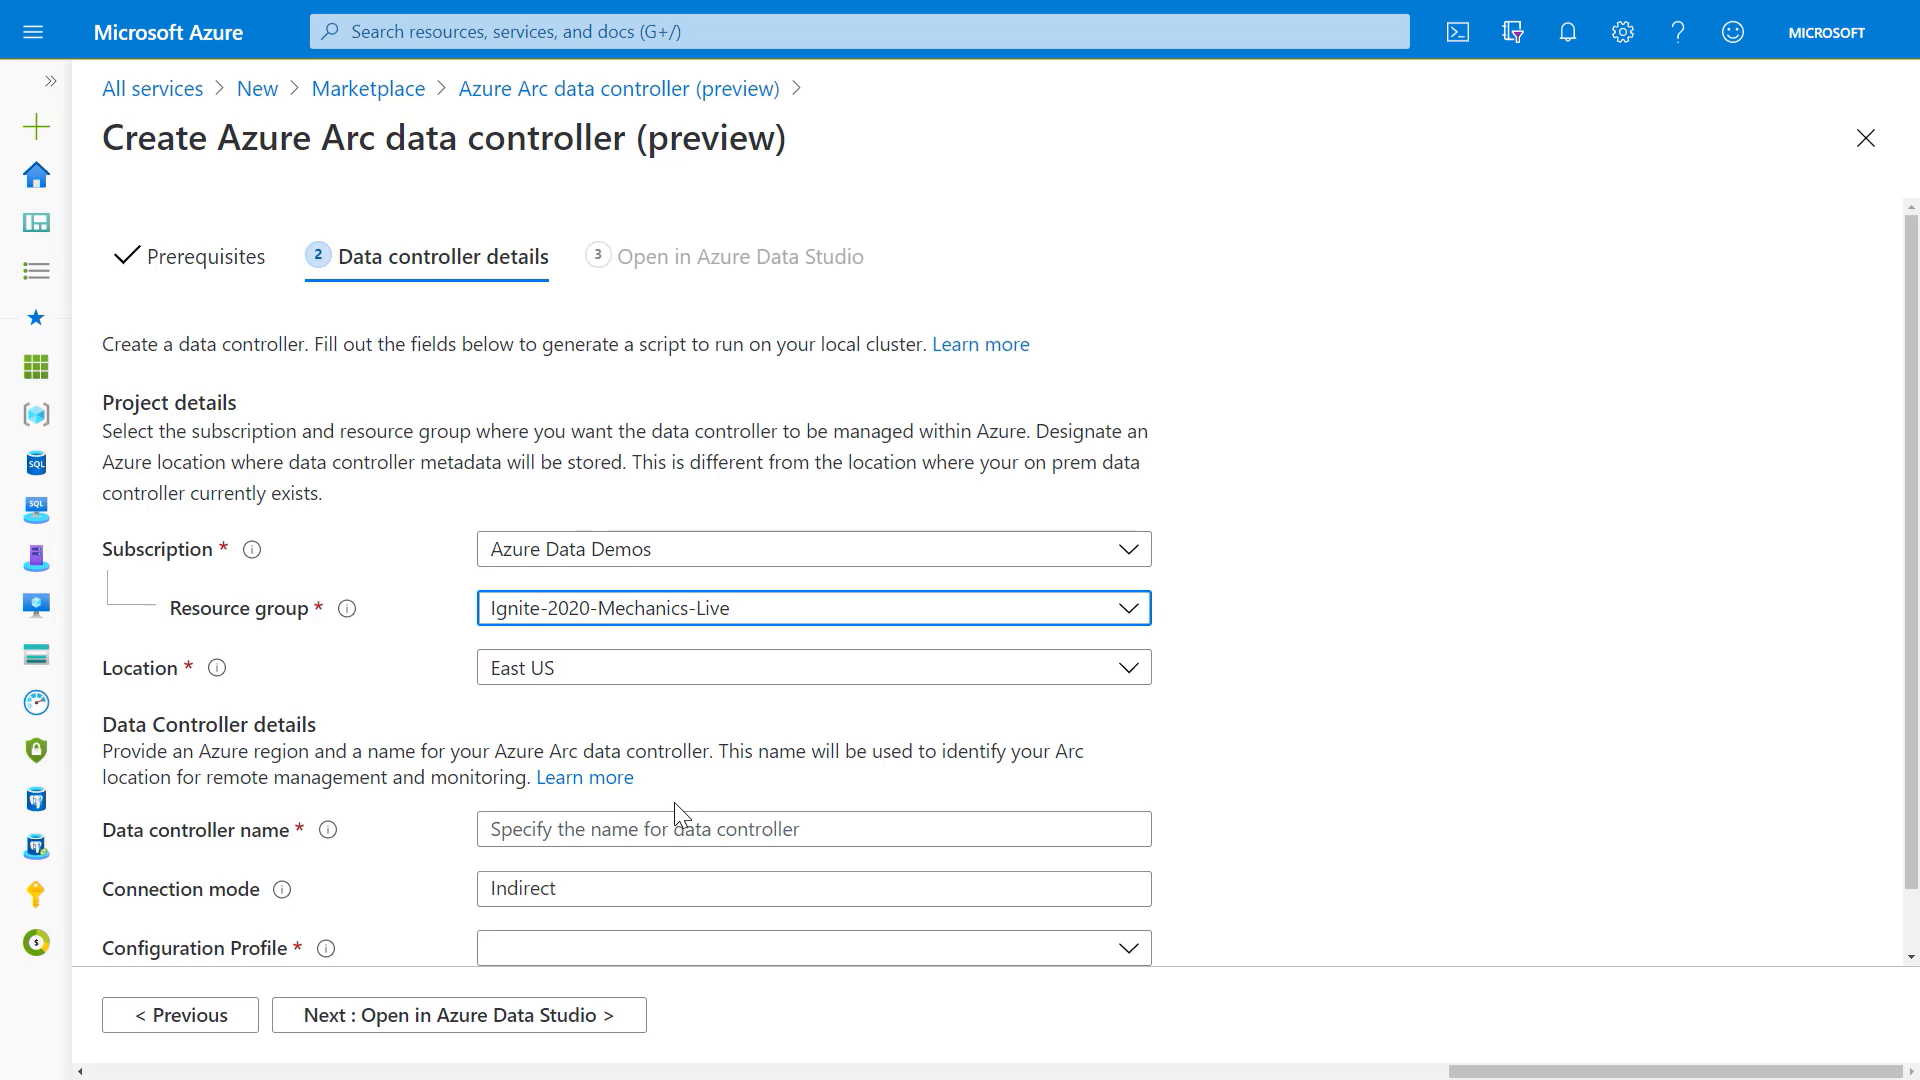 Microsoft Azure
Search resources, services, and docs (G+/)
MICROSOFT
All services > New > Marketplace > Azure Arc data controller (preview) >
Create Azure Arc data controller (preview)
Prerequisites
2 Data controller details
3 Open in Azure Data Studio
Create a data controller. Fill out the fields below to generate a script to run on your local cluster. Learn more
Project details
Select the subscription and resource group where you want the data controller to be managed within Azure. Designate an
Azure location where data controller metadata will be stored. This is different from the location where your on prem data
controller currently exists.
Subscription *
Azure Data Demos
Resource group *
Ignite-2020-Mechanics-Live
Location *
East US
Data Controller details
Provide an Azure region and a name for your Azure Arc data controller. This name will be used to identify your Arc
location for remote management and monitoring. Learn more
Data controller name *
Specify the name for data controller
Connection mode
Indirect
Configuration Profile *
< Previous
Next : Open in Azure Data Studio >
SQL
SQL